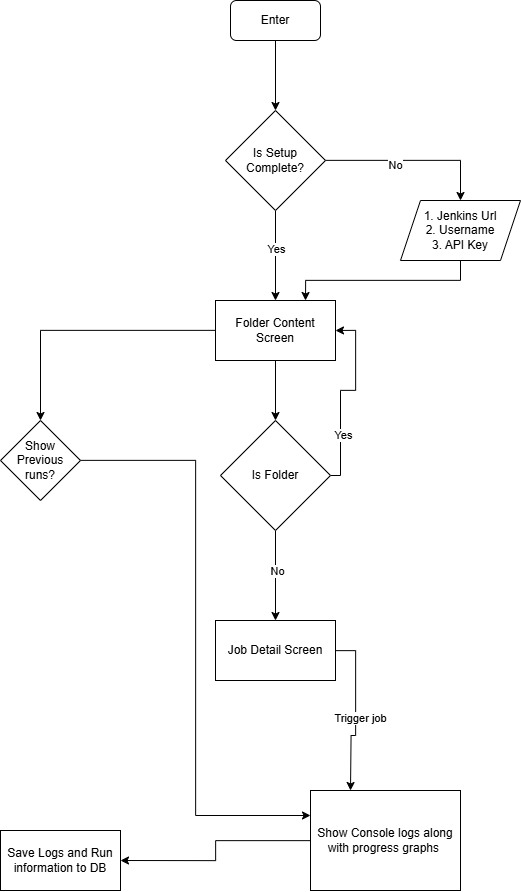 Enter
Is Setup
Complete?
No
1. Jenkins Url
2. Username
3. API Key
Yes
Folder Content
Screen
Show
Previous
runs?
Yes
Is Folder
No
Job Detail Screen
Trigger job
Show Console logs along
with progress graphs
Save Logs and Run
information to DB